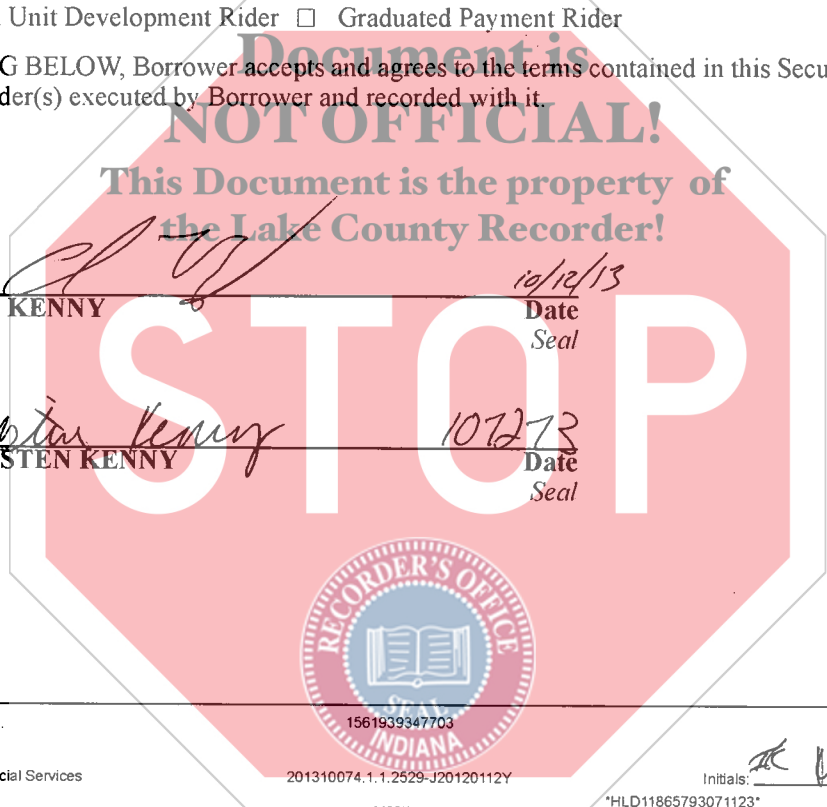 Unit Development Rider ☐ Graduated Payment Rider
Document is
G BELOW, Borrower accepts and agrees to the terms contained in this Secu
der(s) executed by Borrower and recorded with it.
NOT OFFICIAL!
This Document is the property of
the Lake County Recorder!
10/12/13
KENNY Date
Seal
STOP
Kenny
STEN KENNY Date
Seal
RECORDER'S OFFICE
SEAL
INDIANA
1561939347703
cial Services 201310074.1.1.2529-J20120112Y Initials:
*HLD11865793071123*